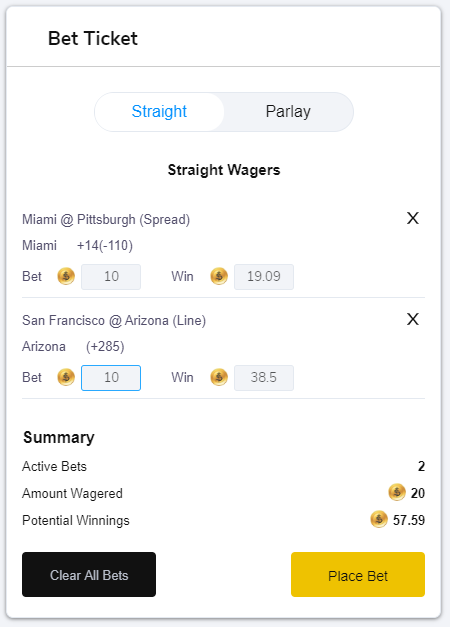 Bet Ticket
Straight Parlay
Straight Wagers
Miami @ Pittsburgh (Spread) X
Miami +14(-110)
Bet 10 Win 19.09
San Francisco @ Arizona (Line) X
Arizona (+285)
Bet 10 Win 38.5
Summary
Active Bets 2
Amount Wagered 20
Potential Winnings 57.59
Clear All Bets Place Bet